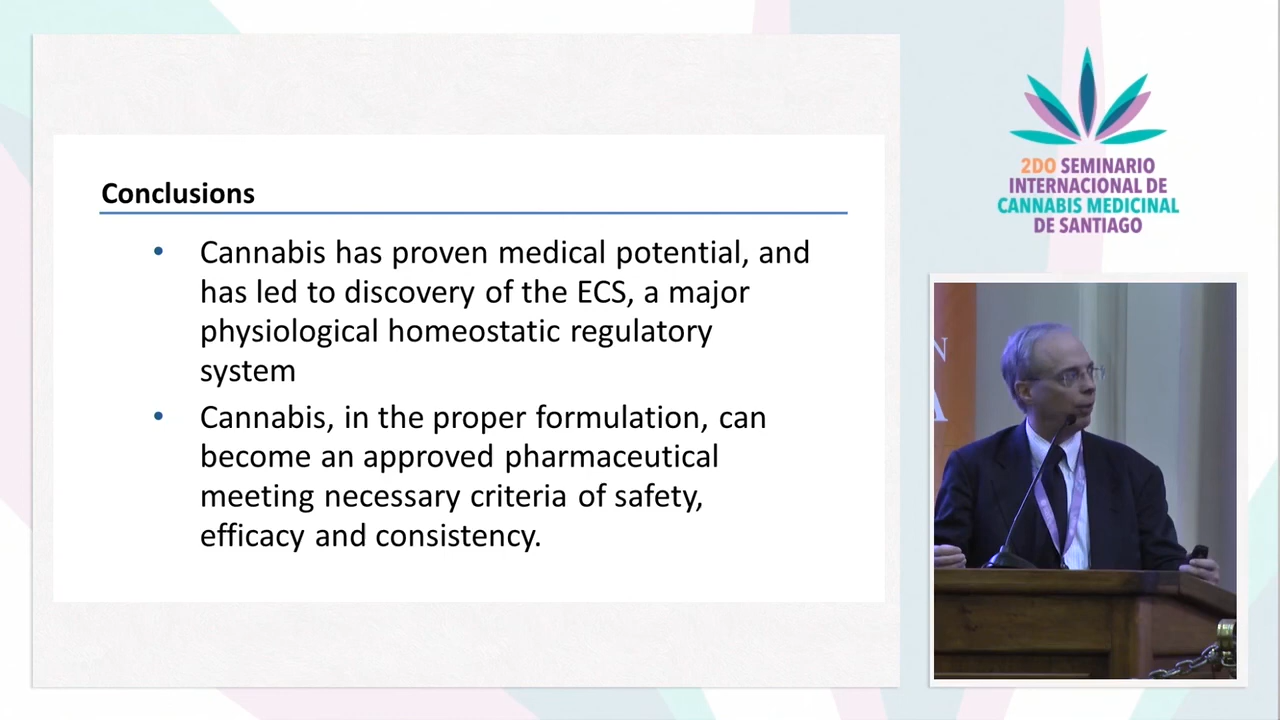 Conclusions
• Cannabis has proven medical potential, and
has led to discovery of the ECS, a major
physiological homeostatic regulatory
system
• Cannabis, in the proper formulation, can
become an approved pharmaceutical
meeting necessary criteria of safety,
efficacy and consistency.
2DO SEMINARIO
INTERNACIONAL DE
CANNABIS MEDICINAL
DE SANTIAGO
N
A